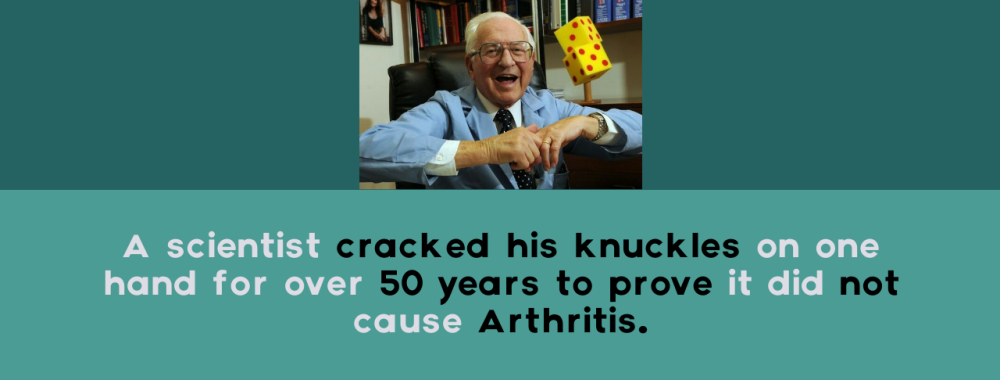 A scientist cracked his knuckles on one
hand for over 50 years to prove it did not
cause Arthritis.